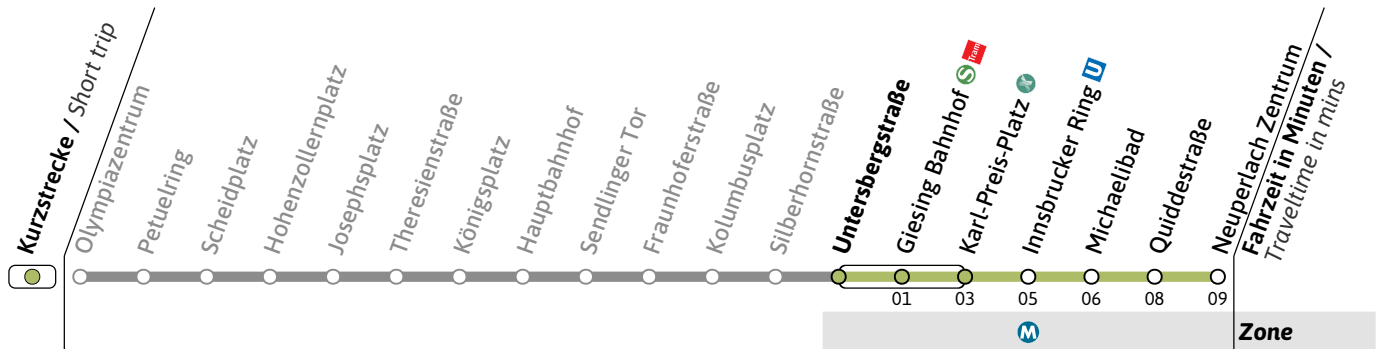 Kurzstrecke / Short trip
Olympiazentrum
Petuelring
Scheidplatz
Hohenzollernplatz
Josephsplatz
Theresienstraße
Königsplatz
Hauptbahnhof
Sendlinger Tor
Fraunhoferstraße
Kolumbusplatz
Silberhornstraße
Untersbergstraße
Giesing Bahnhof S Tram
Karl-Preis-Platz
Innsbrucker Ring U
Michaelibad
Quiddestraße
Neuperlach Zentrum
Fahrzeit in Minuten /
Traveltime in mins
01 03 05 06 08 09
M Zone